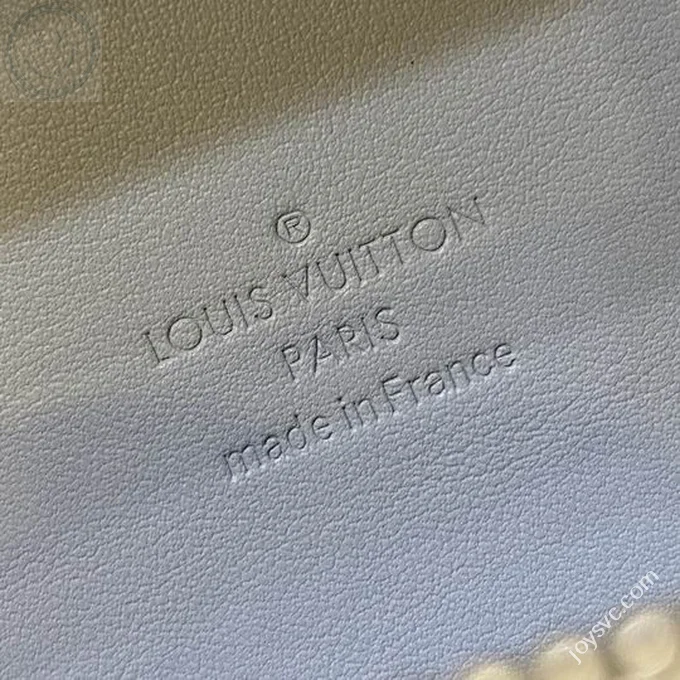 ®
LOUIS VUITTON
PARIS
made in France
joysvc.com